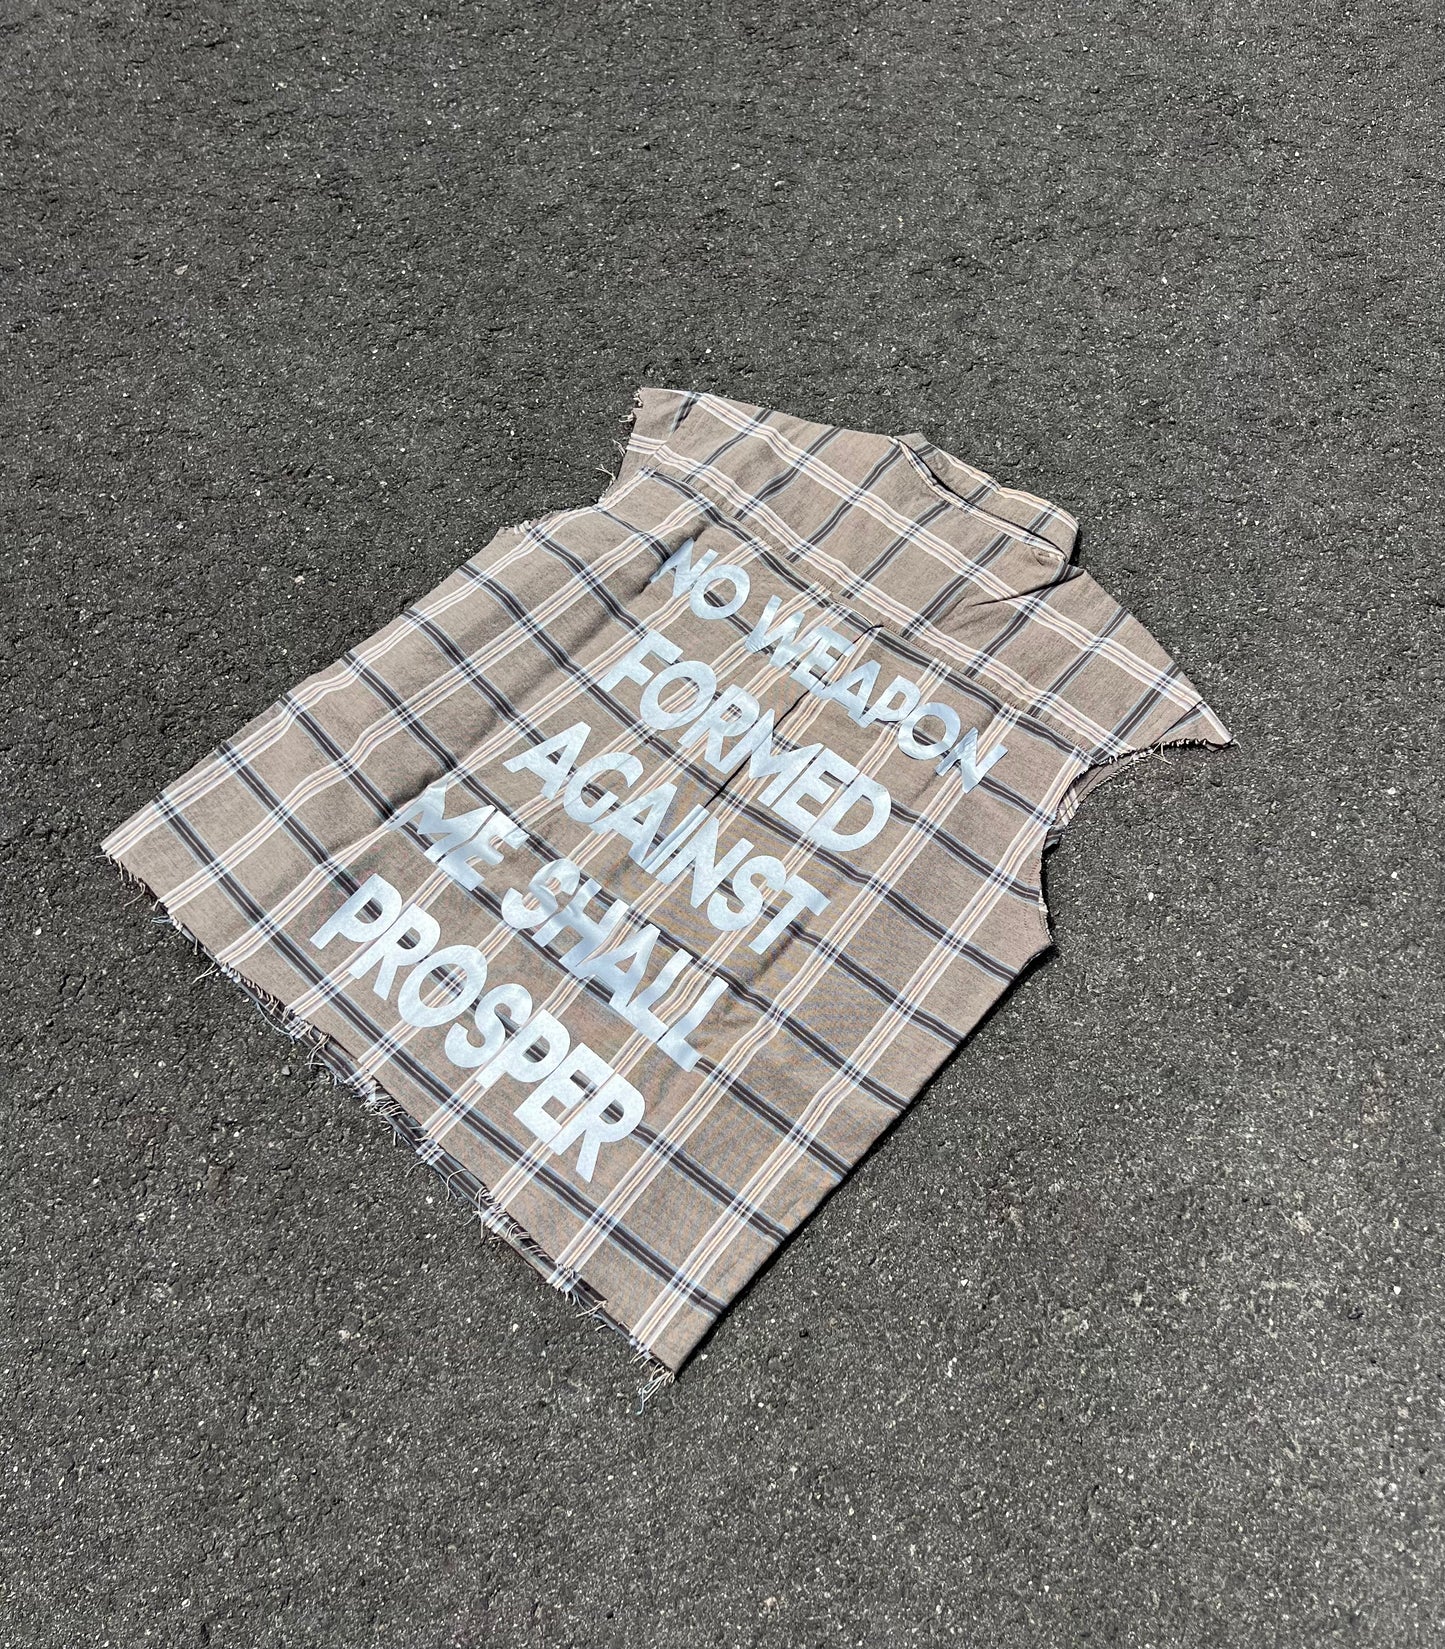 NO WEAPON
FORMED
AGAINST
ME SHALL
PROSPER